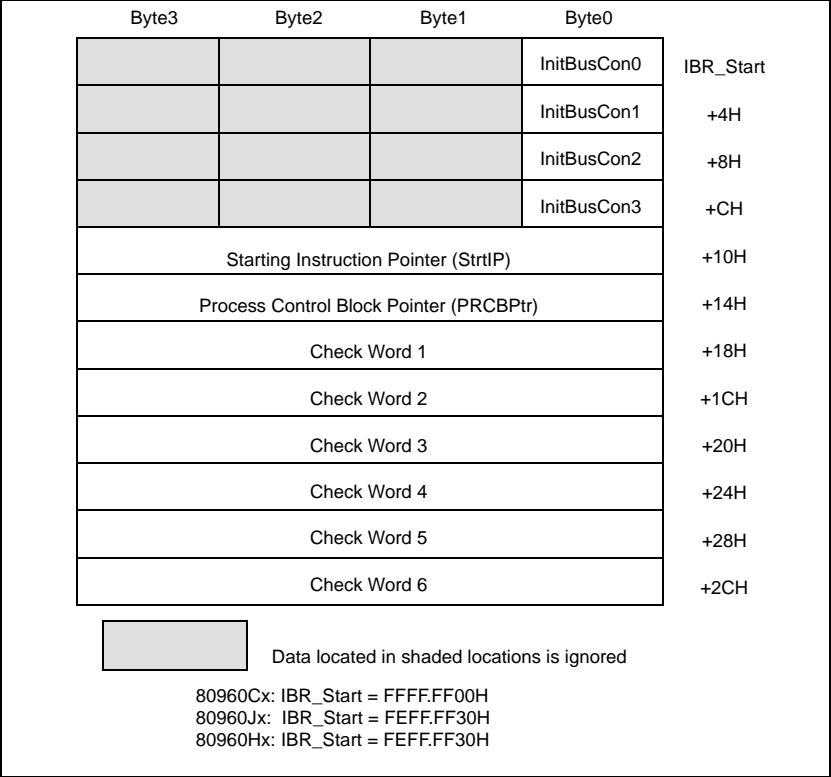 Byte3 Byte2 Byte1 Byte0
InitBusCon0 IBR_Start
InitBusCon1 +4H
InitBusCon2 +8H
InitBusCon3 +CH
Starting Instruction Pointer (StrtIP) +10H
Process Control Block Pointer (PRCBPtr) +14H
Check Word 1 +18H
Check Word 2 +1CH
Check Word 3 +20H
Check Word 4 +24H
Check Word 5 +28H
Check Word 6 +2CH
Data located in shaded locations is ignored
80960Cx: IBR_Start = FFFF.FF00H
80960Jx: IBR_Start = FEFF.FF30H
80960Hx: IBR_Start = FEFF.FF30H